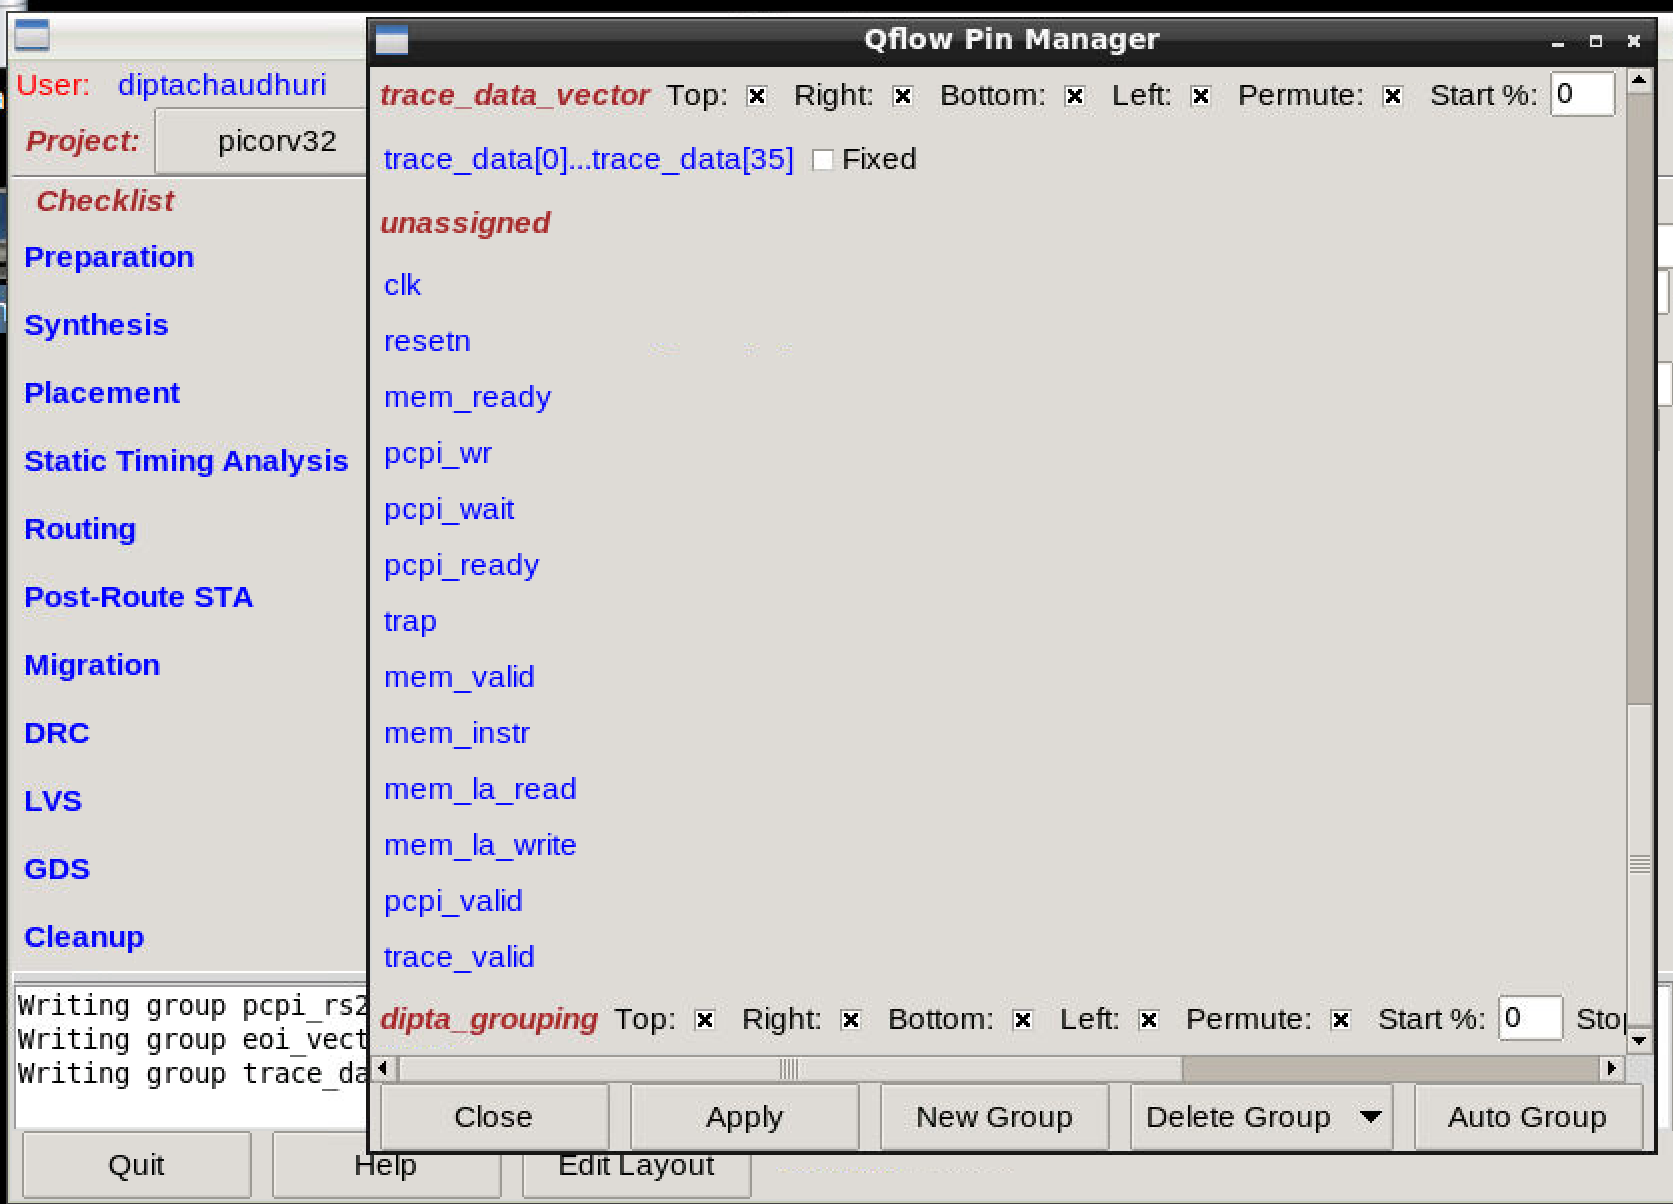 Qflow Pin Manager
User: diptachaudhuri
Project: picorv32
Checklist
Preparation
Synthesis
Placement
Static Timing Analysis
Routing
Post-Route STA
Migration
DRC
LVS
GDS
Cleanup
Writing group pcpi_rs2
Writing group eoi_vect
Writing group trace_da
Quit Help Edit Layout
trace_data_vector Top: Right: Bottom: Left: Permute: Start %: 0
trace_data[0]...trace_data[35] Fixed
unassigned
clk
resetn
mem_ready
pcpi_wr
pcpi_wait
pcpi_ready
trap
mem_valid
mem_instr
mem_la_read
mem_la_write
pcpi_valid
trace_valid
dipta_grouping Top: Right: Bottom: Left: Permute: Start %: 0 Sto
Close Apply New Group Delete Group Auto Group